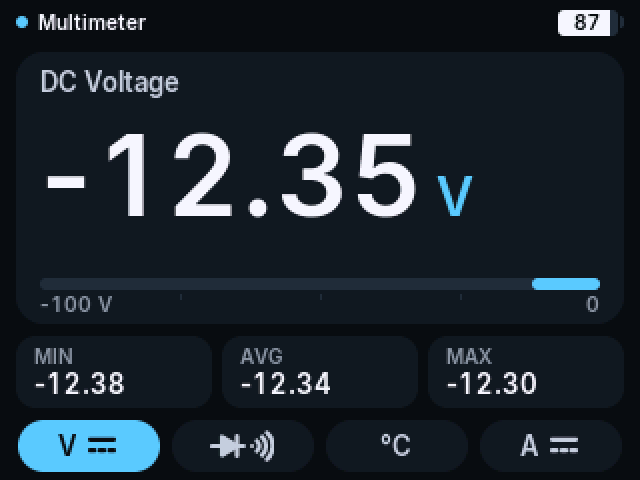 Multimeter
87
DC Voltage
-12.35 V
-100 V
0
MIN
-12.38
AVG
-12.34
MAX
-12.30
V
°C
A